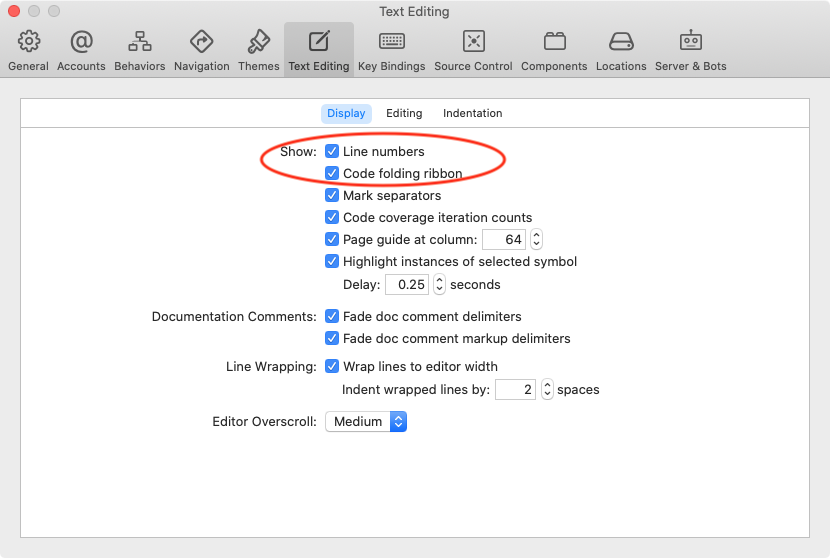 Text Editing
General Accounts Behaviors Navigation Themes Text Editing Key Bindings Source Control Components Locations Server & Bots
Display Editing Indentation
Show: Line numbers
Code folding ribbon
Mark separators
Code coverage iteration counts
Page guide at column: 64
Highlight instances of selected symbol
Delay: 0.25 seconds
Documentation Comments: Fade doc comment delimiters
Fade doc comment markup delimiters
Line Wrapping: Wrap lines to editor width
Indent wrapped lines by: 2 spaces
Editor Overscroll: Medium